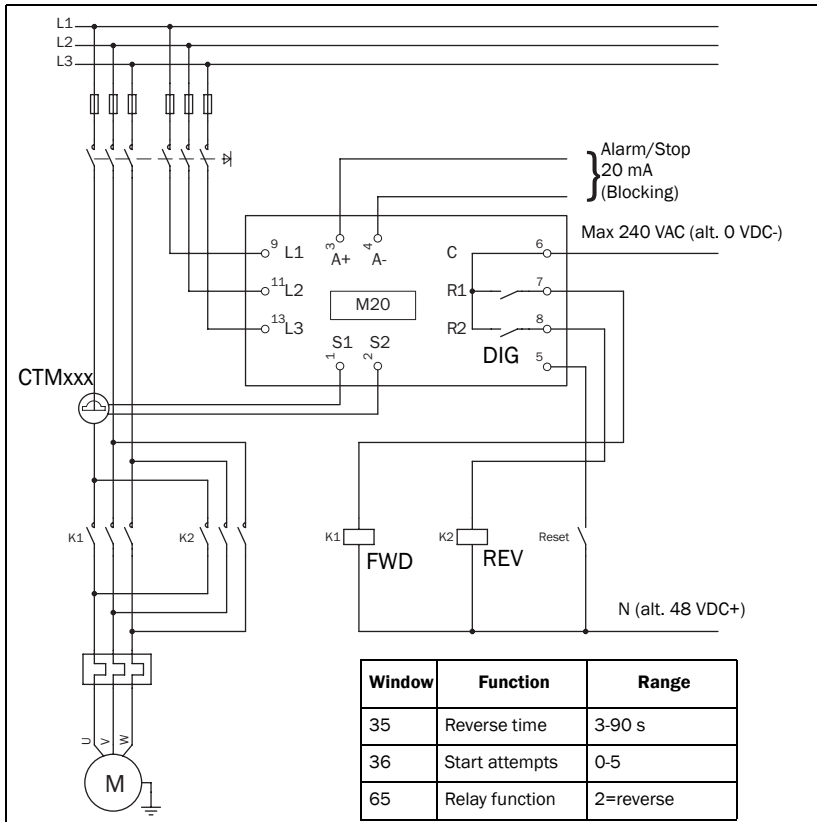 L1
L2
L3
Alarm/Stop
20 mA
(Blocking)
Max 240 VAC (alt. 0 VDC-)
9 L1
3 A+
4 A-
C 6
11 L2
M20
R1 7
13 L3
R2 8
S1 S2
1 2
DIG 5
CTMxxx
K1
K2
K1 FWD
K2 REV
Reset
N (alt. 48 VDC+)
Window Function Range
35 Reverse time 3-90 s
36 Start attempts 0-5
65 Relay function 2=reverse
U V W
M